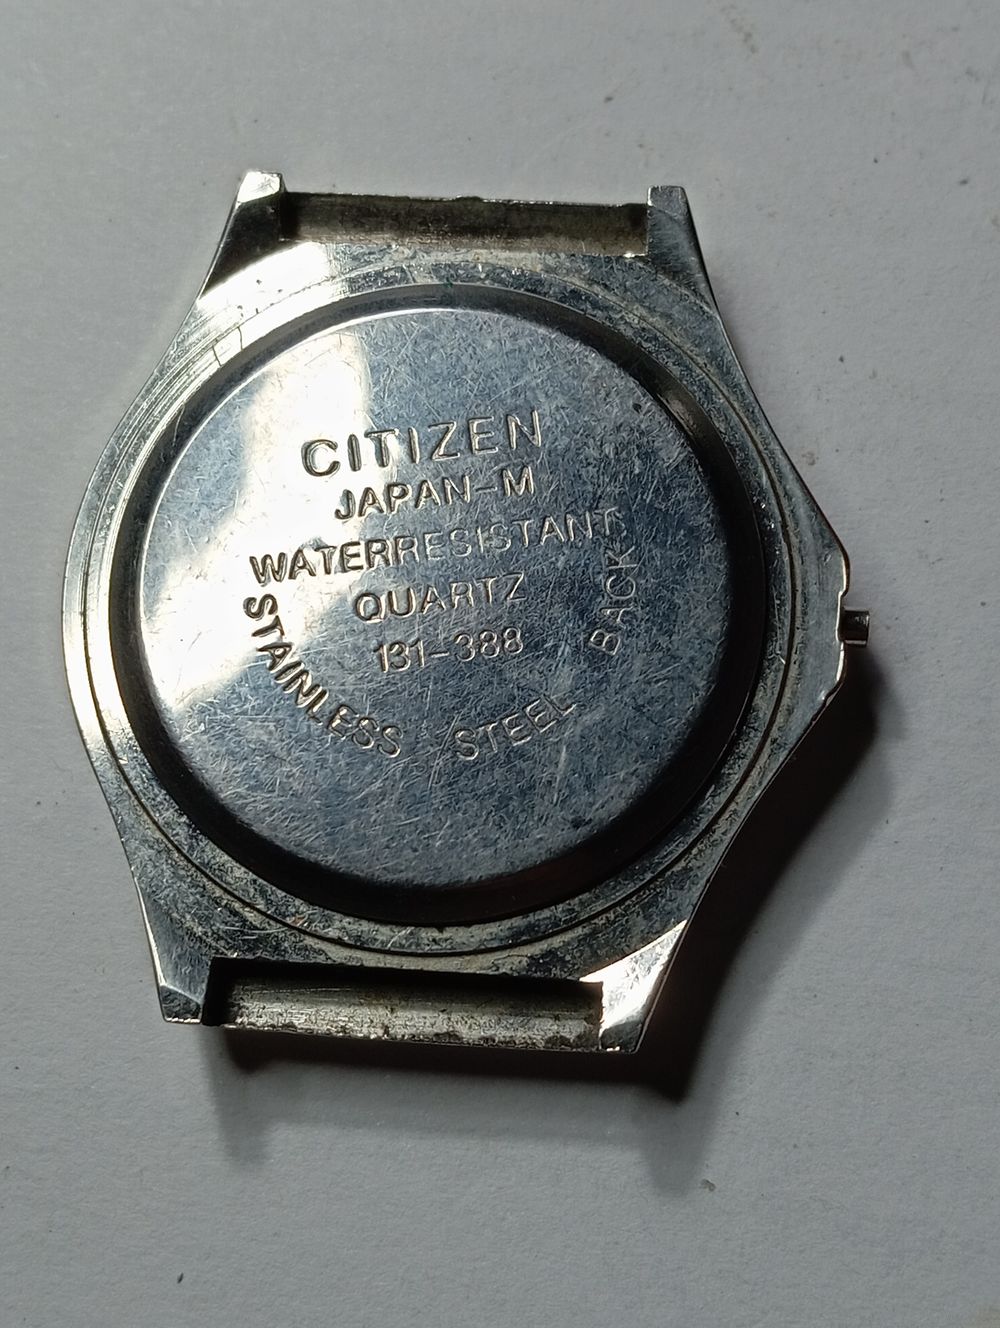 CITIZEN
JAPAN-M
WATERRESISTANT
QUARTZ
131-388
STAINLESS STEEL BACK